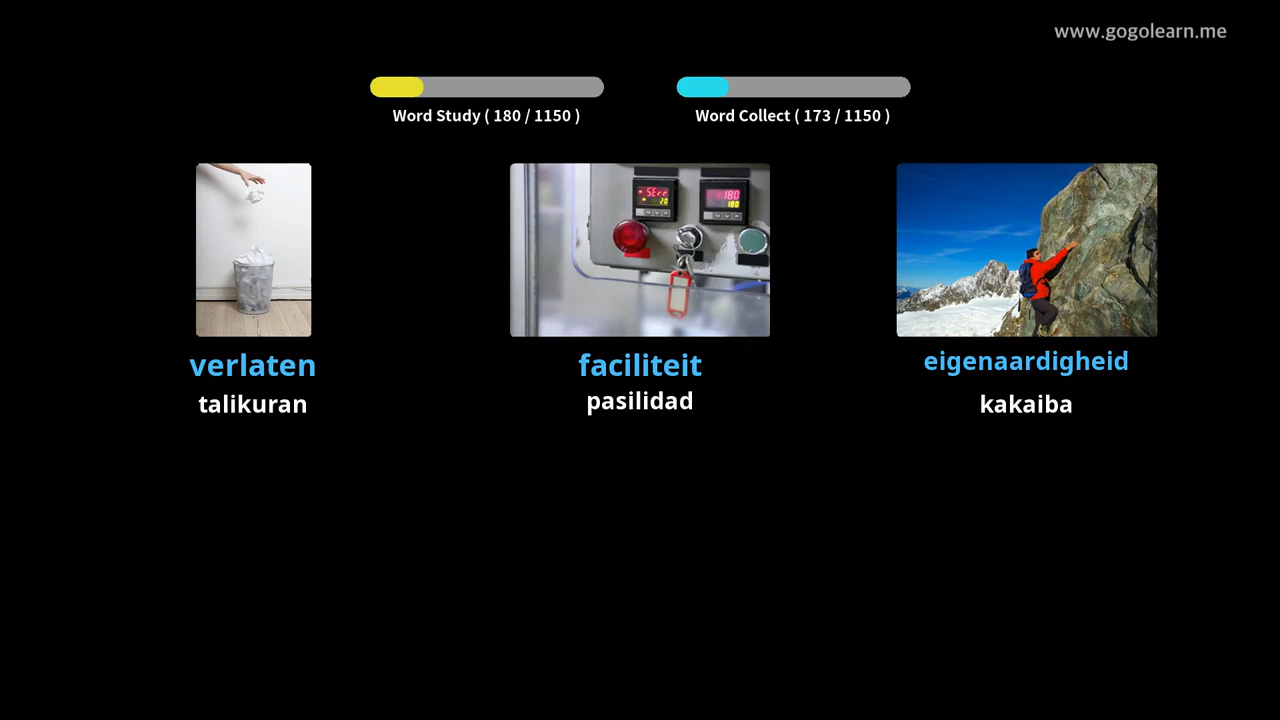 www.gogolearn.me
Word Study ( 180 / 1150 )
Word Collect ( 173 / 1150 )
verlaten
talikuran
faciliteit
pasilidad
eigenaardigheid
kakaiba